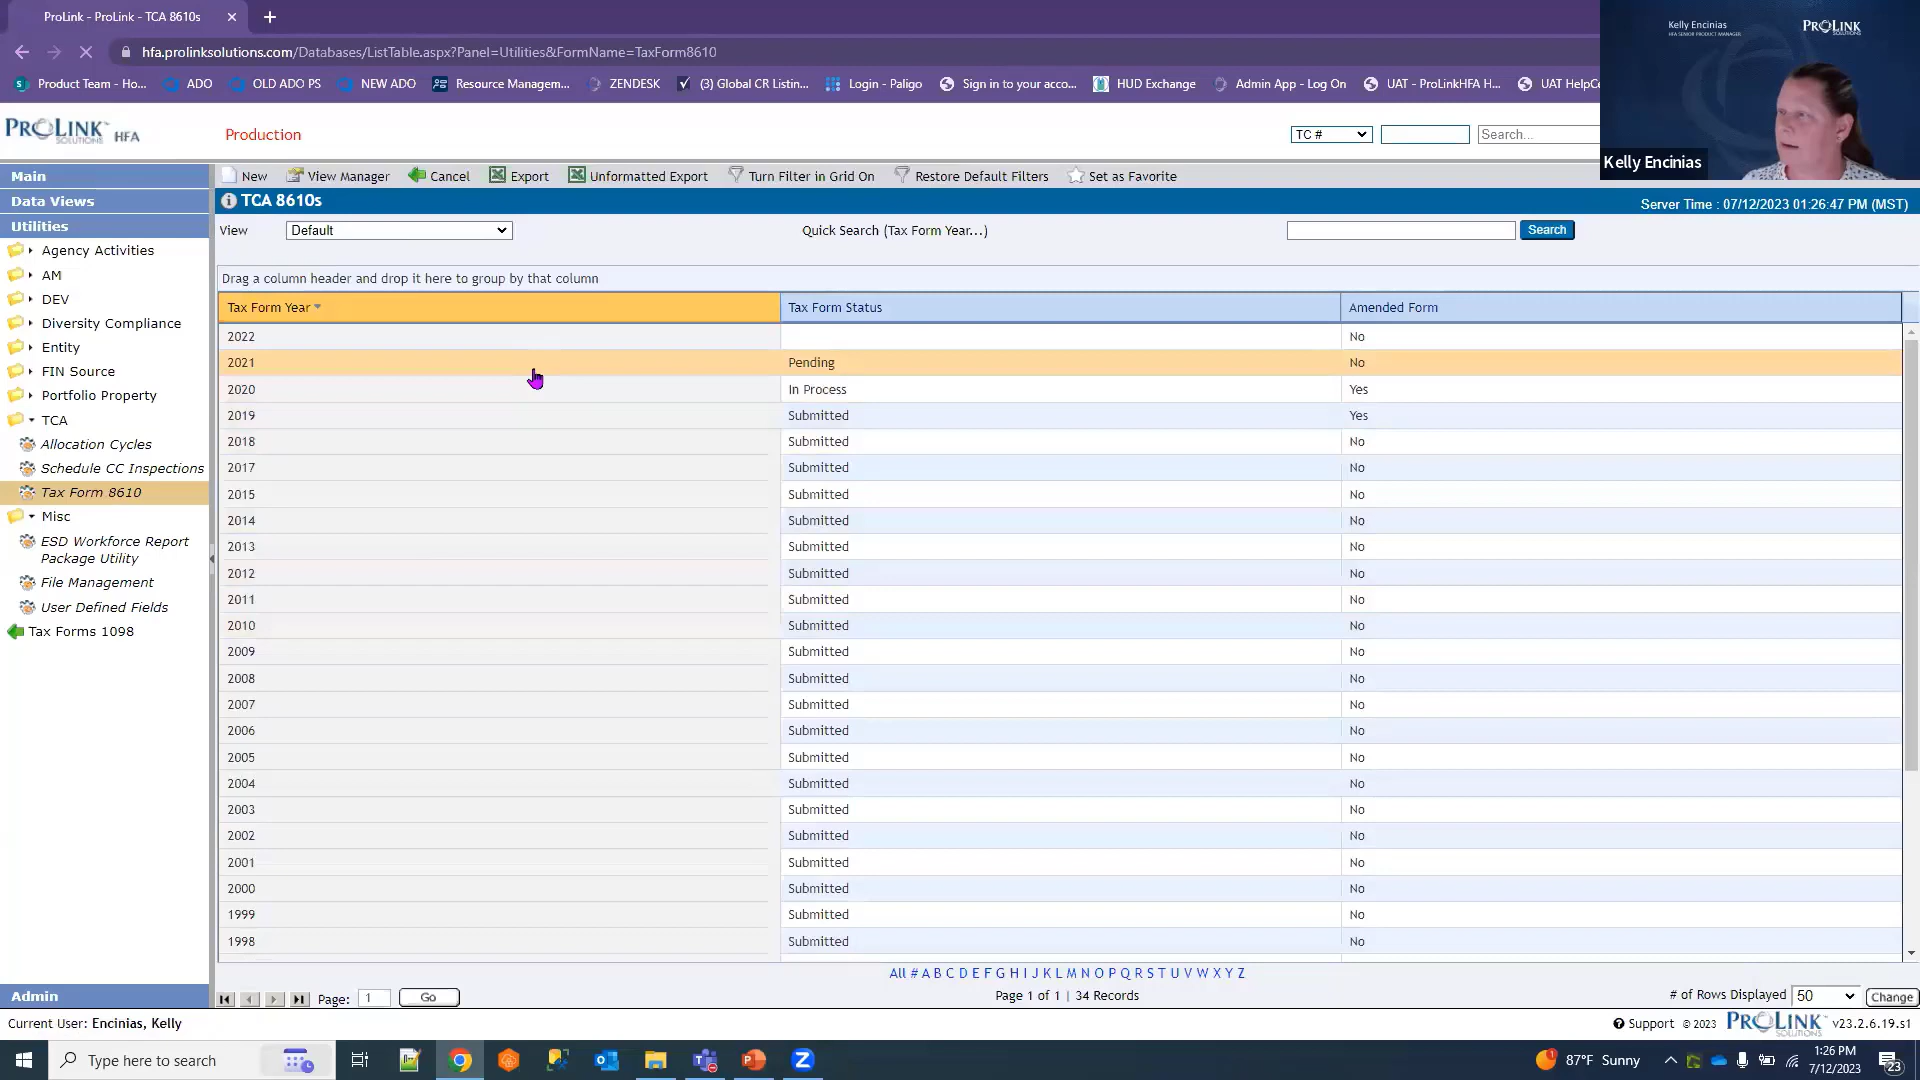 ProLink - ProLink - TCA 8610s
hfa.prolinksolutions.com/Databases/ListTable.aspx?Panel=Utilities&FormName=TaxForm8610
Product Team - Ho... ADO OLD ADO PS NEW ADO Resource Managem... ZENDESK (3) Global CR Listin... Login - Paligo Sign in to your acco... HUD Exchange Admin App - Log On UAT - ProLinkHFA H... UAT HelpCe
Kelly Encinias
HFA SENIOR PRODUCT MANAGER
PROLINK
SOLUTIONS
Kelly Encinias
PROLINK SOLUTIONS HFA
Production
TC #
Search...
Main
Data Views
Utilities
Agency Activities
AM
DEV
Diversity Compliance
Entity
FIN Source
Portfolio Property
TCA
Allocation Cycles
Schedule CC Inspections
Tax Form 8610
Misc
ESD Workforce Report
Package Utility
File Management
User Defined Fields
Tax Forms 1098
Admin
New View Manager Cancel Export Unformatted Export Turn Filter in Grid On Restore Default Filters Set as Favorite
TCA 8610s
Server Time : 07/12/2023 01:26:47 PM (MST)
View Default Quick Search (Tax Form Year...) Search
Drag a column header and drop it here to group by that column
Tax Form Year Tax Form Status Amended Form
2022 No
2021 Pending No
2020 In Process Yes
2019 Submitted Yes
2018 Submitted No
2017 Submitted No
2015 Submitted No
2014 Submitted No
2013 Submitted No
2012 Submitted No
2011 Submitted No
2010 Submitted No
2009 Submitted No
2008 Submitted No
2007 Submitted No
2006 Submitted No
2005 Submitted No
2004 Submitted No
2003 Submitted No
2002 Submitted No
2001 Submitted No
2000 Submitted No
1999 Submitted No
1998 Submitted No
All # A B C D E F G H I J K L M N O P Q R S T U V W X Y Z
Page: 1 Go
Page 1 of 1 | 34 Records
# of Rows Displayed 50 Change
Current User: Encinias, Kelly
Support © 2023 PROLINK SOLUTIONS v23.2.6.19.s1
Type here to search
87°F Sunny
1:26 PM
7/12/2023
23